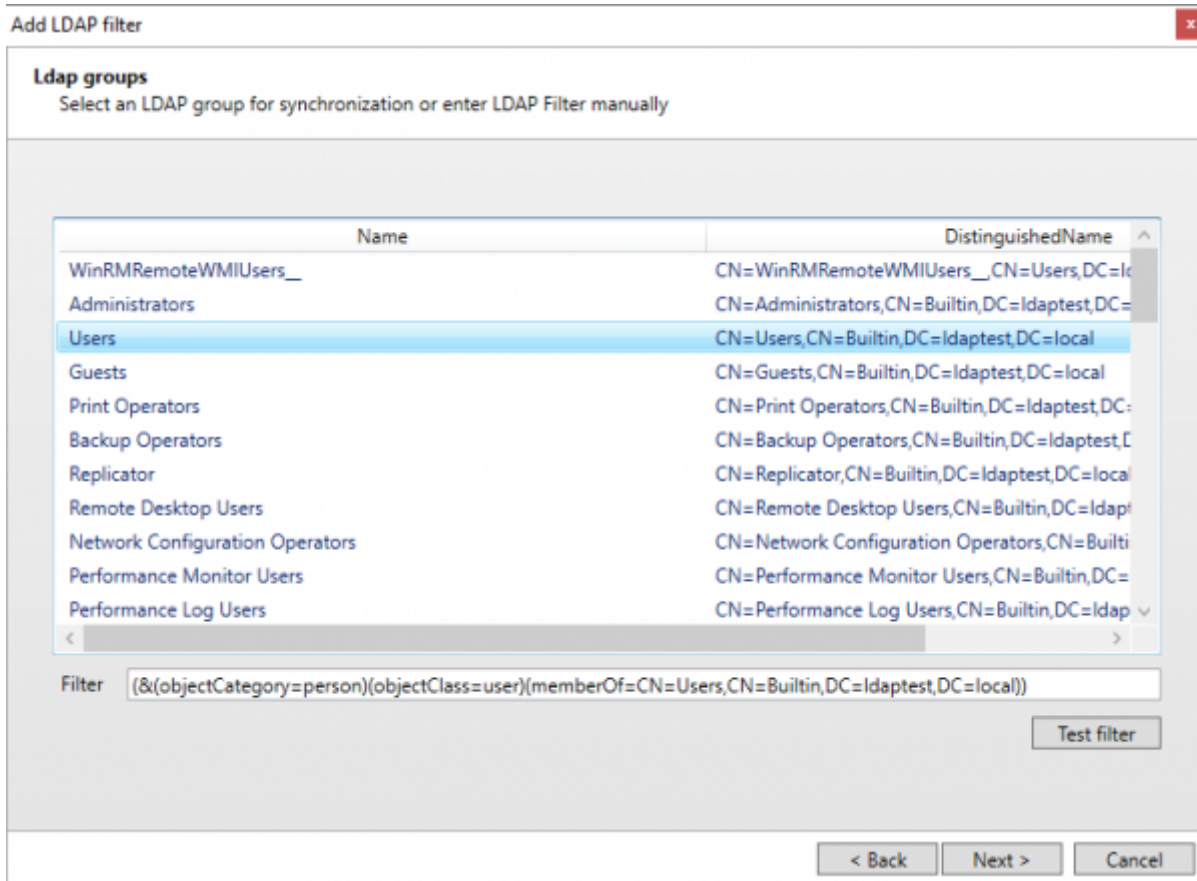 Add LDAP filter
x
Ldap groups
Select an LDAP group for synchronization or enter LDAP Filter manually
Name DistinguishedName
WinRMRemoteWMIUsers__ CN=WinRMRemoteWMIUsers__,CN=Users,DC=ld
Administrators CN=Administrators,CN=Builtin,DC=ldaptest,DC=
Users CN=Users,CN=Builtin,DC=ldaptest,DC=local
Guests CN=Guests,CN=Builtin,DC=ldaptest,DC=local
Print Operators CN=Print Operators,CN=Builtin,DC=ldaptest,DC=
Backup Operators CN=Backup Operators,CN=Builtin,DC=ldaptest,D
Replicator CN=Replicator,CN=Builtin,DC=ldaptest,DC=local
Remote Desktop Users CN=Remote Desktop Users,CN=Builtin,DC=ldapt
Network Configuration Operators CN=Network Configuration Operators,CN=Builti
Performance Monitor Users CN=Performance Monitor Users,CN=Builtin,DC=
Performance Log Users CN=Performance Log Users,CN=Builtin,DC=ldap
Filter (&(objectCategory=person)(objectClass=user)(memberOf=CN=Users,CN=Builtin,DC=ldaptest,DC=local))
Test filter
< Back Next > Cancel